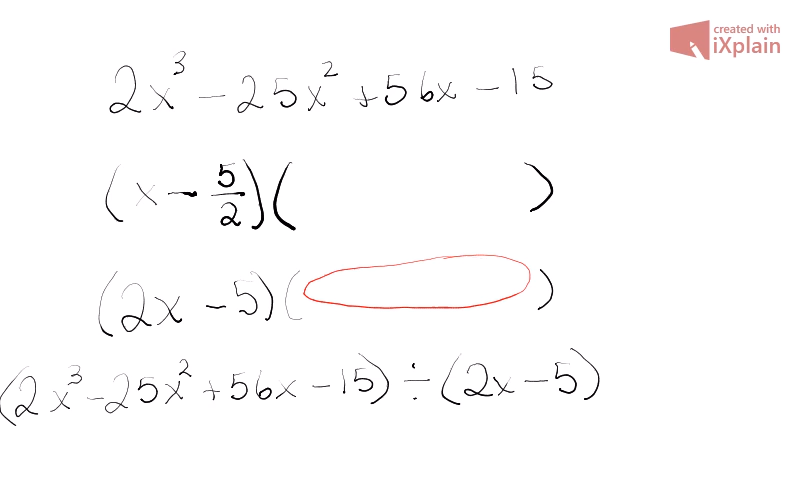 created with
iXplain
2x³ - 25x² + 56x - 15
(x - 5/2)( )
(2x - 5)( )
(2x³ - 25x² + 56x - 15) ÷ (2x - 5)